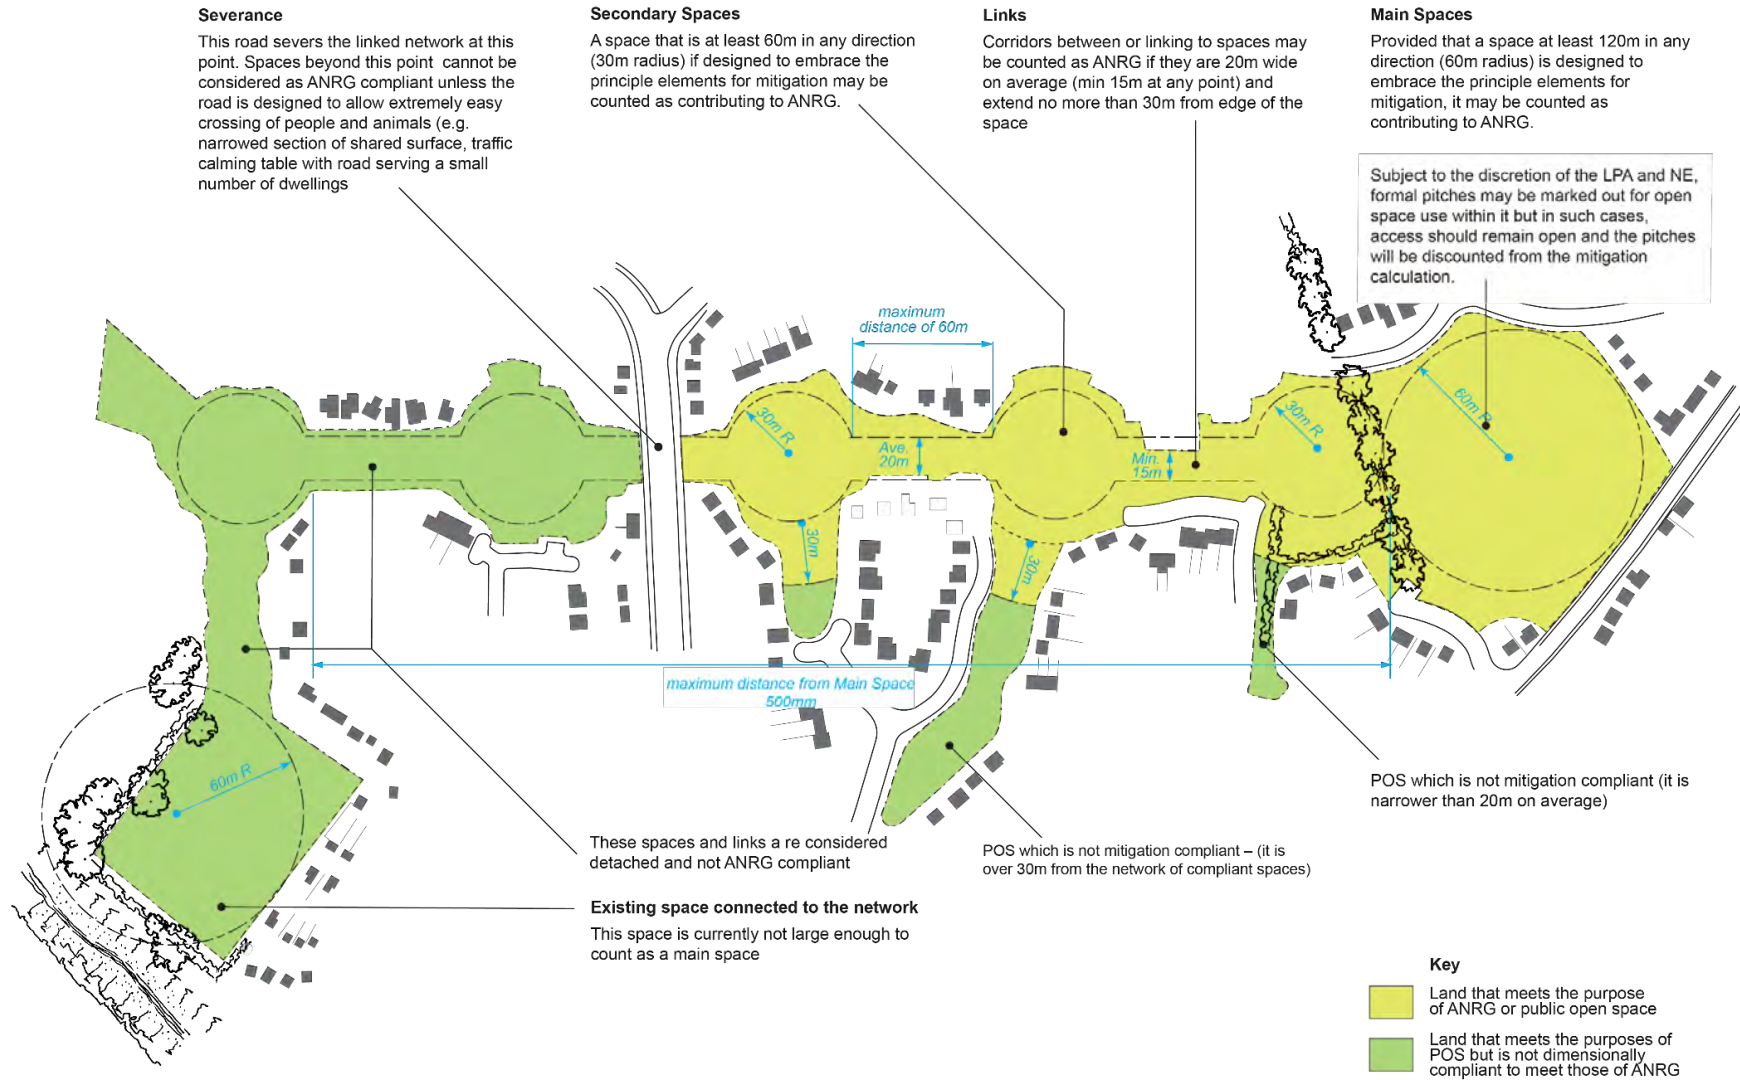 Severance
This road severs the linked network at this
point. Spaces beyond this point cannot be
considered as ANRG compliant unless the
road is designed to allow extremely easy
crossing of people and animals (e.g.
narrowed section of shared surface, traffic
calming table with road serving a small
number of dwellings
Secondary Spaces
A space that is at least 60m in any direction
(30m radius) if designed to embrace the
principle elements for mitigation may be
counted as contributing to ANRG.
Links
Corridors between or linking to spaces may
be counted as ANRG if they are 20m wide
on average (min 15m at any point) and
extend no more than 30m from edge of the
space
Main Spaces
Provided that a space at least 120m in any
direction (60m radius) is designed to
embrace the principle elements for
mitigation, it may be counted as
contributing to ANRG.
Subject to the discretion of the LPA and NE,
formal pitches may be marked out for open
space use within it but in such cases,
access should remain open and the pitches
will be discounted from the mitigation
calculation.
maximum
distance of 60m
30m R
Ave.
20m
Min.
15m
30m R
60m R
30m
30m
maximum distance from Main Space
500mm
60m R
POS which is not mitigation compliant (it is
narrower than 20m on average)
These spaces and links a re considered
detached and not ANRG compliant
POS which is not mitigation compliant – (it is
over 30m from the network of compliant spaces)
Existing space connected to the network
This space is currently not large enough to
count as a main space
Key
Land that meets the purpose
of ANRG or public open space
Land that meets the purposes of
POS but is not dimensionally
compliant to meet those of ANRG